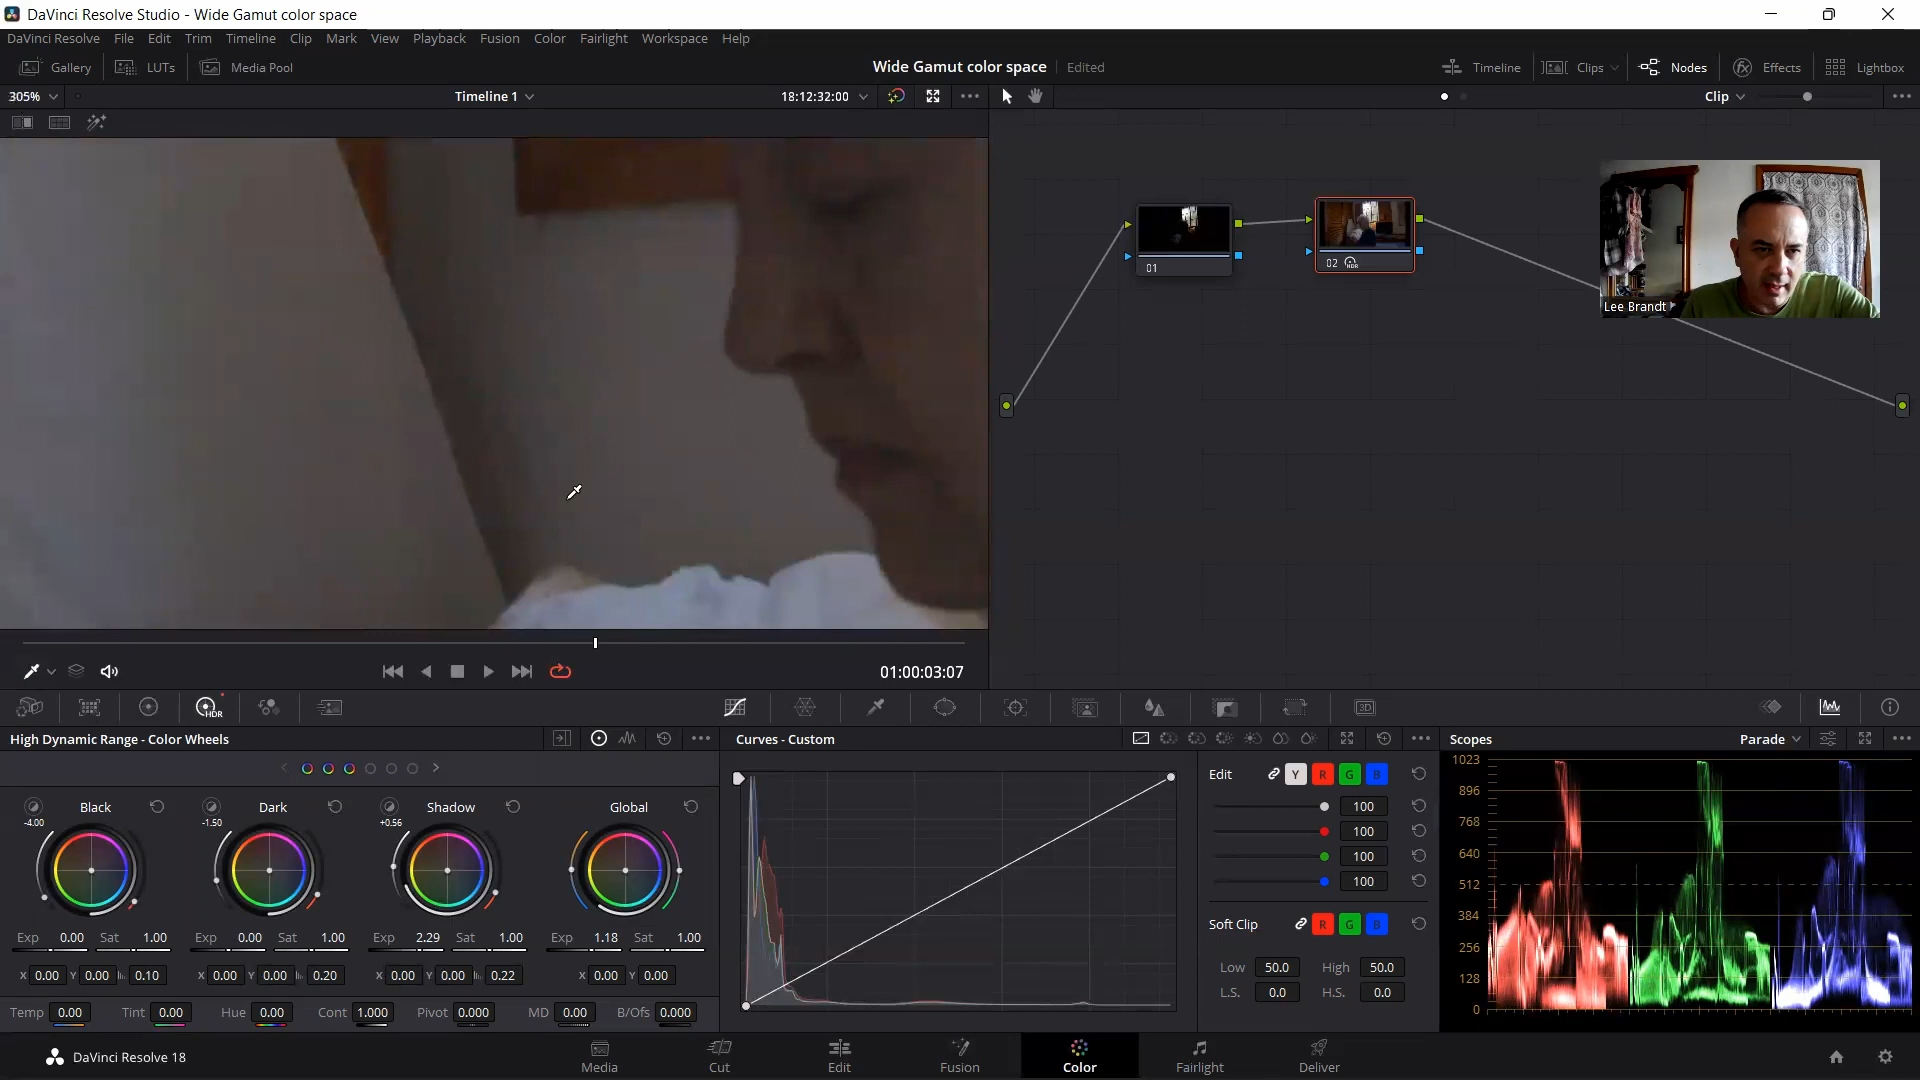 DaVinci Resolve Studio - Wide Gamut color space
DaVinci Resolve File Edit Trim Timeline Clip Mark View Playback Fusion Color Fairlight Workspace Help
Gallery LUTs Media Pool Wide Gamut color space Edited Timeline Clips Nodes Effects Lightbox
305% Timeline 1 18:12:32:00 Clip
01
02 HDR
Lee Brandt
01:00:03:07
HDR 3D
High Dynamic Range - Color Wheels Curves - Custom Scopes Parade
Black Dark Shadow Global
-4.00 -1.50 +0.56
Exp 0.00 Sat 1.00 Exp 0.00 Sat 1.00 Exp 2.29 Sat 1.00 Exp 1.18 Sat 1.00
X 0.00 Y 0.00 0.10 X 0.00 Y 0.00 0.20 X 0.00 Y 0.00 0.22 X 0.00 Y 0.00
Temp 0.00 Tint 0.00 Hue 0.00 Cont 1.000 Pivot 0.000 MD 0.00 B/Ofs 0.000
Edit Y R G B
100
100
100
100
Soft Clip R G B
Low 50.0 High 50.0
L.S. 0.0 H.S. 0.0
1023
896
768
640
512
384
256
128
0
DaVinci Resolve 18 Media Cut Edit Fusion Color Fairlight Deliver